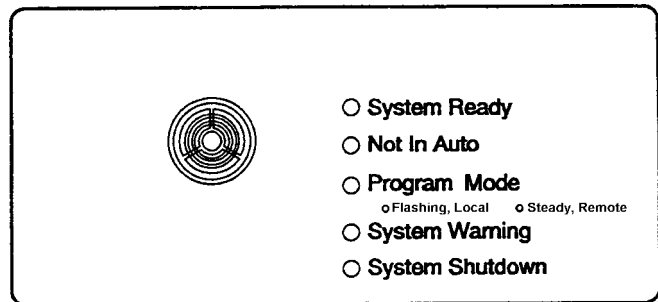 System Ready
Not In Auto
Program Mode
Flashing, Local Steady, Remote
System Warning
System Shutdown